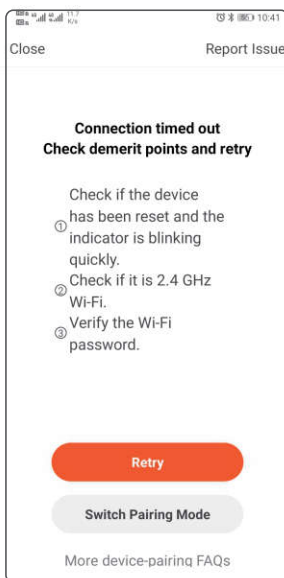 11.7
K/s
10:41
Close
Report Issue
Connection timed out
Check demerit points and retry
① Check if the device
has been reset and the
indicator is blinking
quickly.
② Check if it is 2.4 GHz
Wi-Fi.
③ Verify the Wi-Fi
password.
Retry
Switch Pairing Mode
More device-pairing FAQs